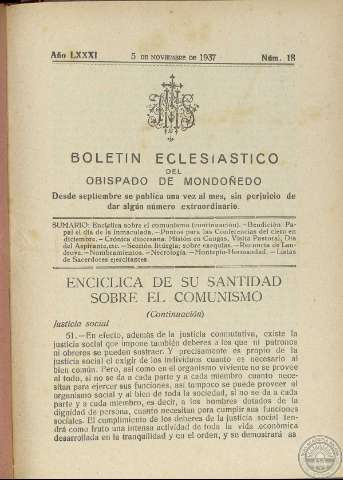 Año LXXXI 5 DE NOVIEMBRE DE 1937 Núm. 18
BOLETIN ECLESIASTICO
DEL
OBISPADO DE MONDOÑEDO
Desde septiembre se publica una vez al mes, sin perjuicio de
dar algún número extraordinario.
SUMARIO: Encíclica sobre el comunismo (continuación).—Bendición Pa-
pal el día de la Inmaculada.—Puntos para las Conferencias del clero en
diciembre.—Crónica diocesana: Misión en Cangas, Visita Pastoral, Día
del Aspirante, etc.—Sección litúrgia; sobre exequias.—Renuncia de
Nombramientos.—Necrología.—Montepío-Hermandad.—Listas
de Sacerdotes ejercitantes.
ENCICLICA DE SU SANTIDAD
SOBRE EL COMUNISMO
(Continuación)
Justicia social
51.—En efecto, además de la justicia conmutativa, existe la
justicia social que impone también deberes a los que ni patronos
ni obreros se pueden sustraer. Y precisamente es propio de la
justicia social el exigir de los individuos cuanto es necesario al
bien común. Pero, así como en el organismo viviente no se provee
al todo, si no se da a cada parte y a cada miembro cuanto nece-
sitan para ejercer sus funciones, así tampoco se puede proveer al
organismo social y al bien de toda la sociedad, si no se da a cada
parte y a cada miembro, es decir, a los hombres dotados de la
dignidad de persona, cuanto necesitan para cumplir sus funciones
sociales. El cumplimiento de los deberes de la justicia social ten-
drá como fruto una intensa actividad de toda la vida económica
desarrollada en la tranquilidad y en el orden, y se demostrará así